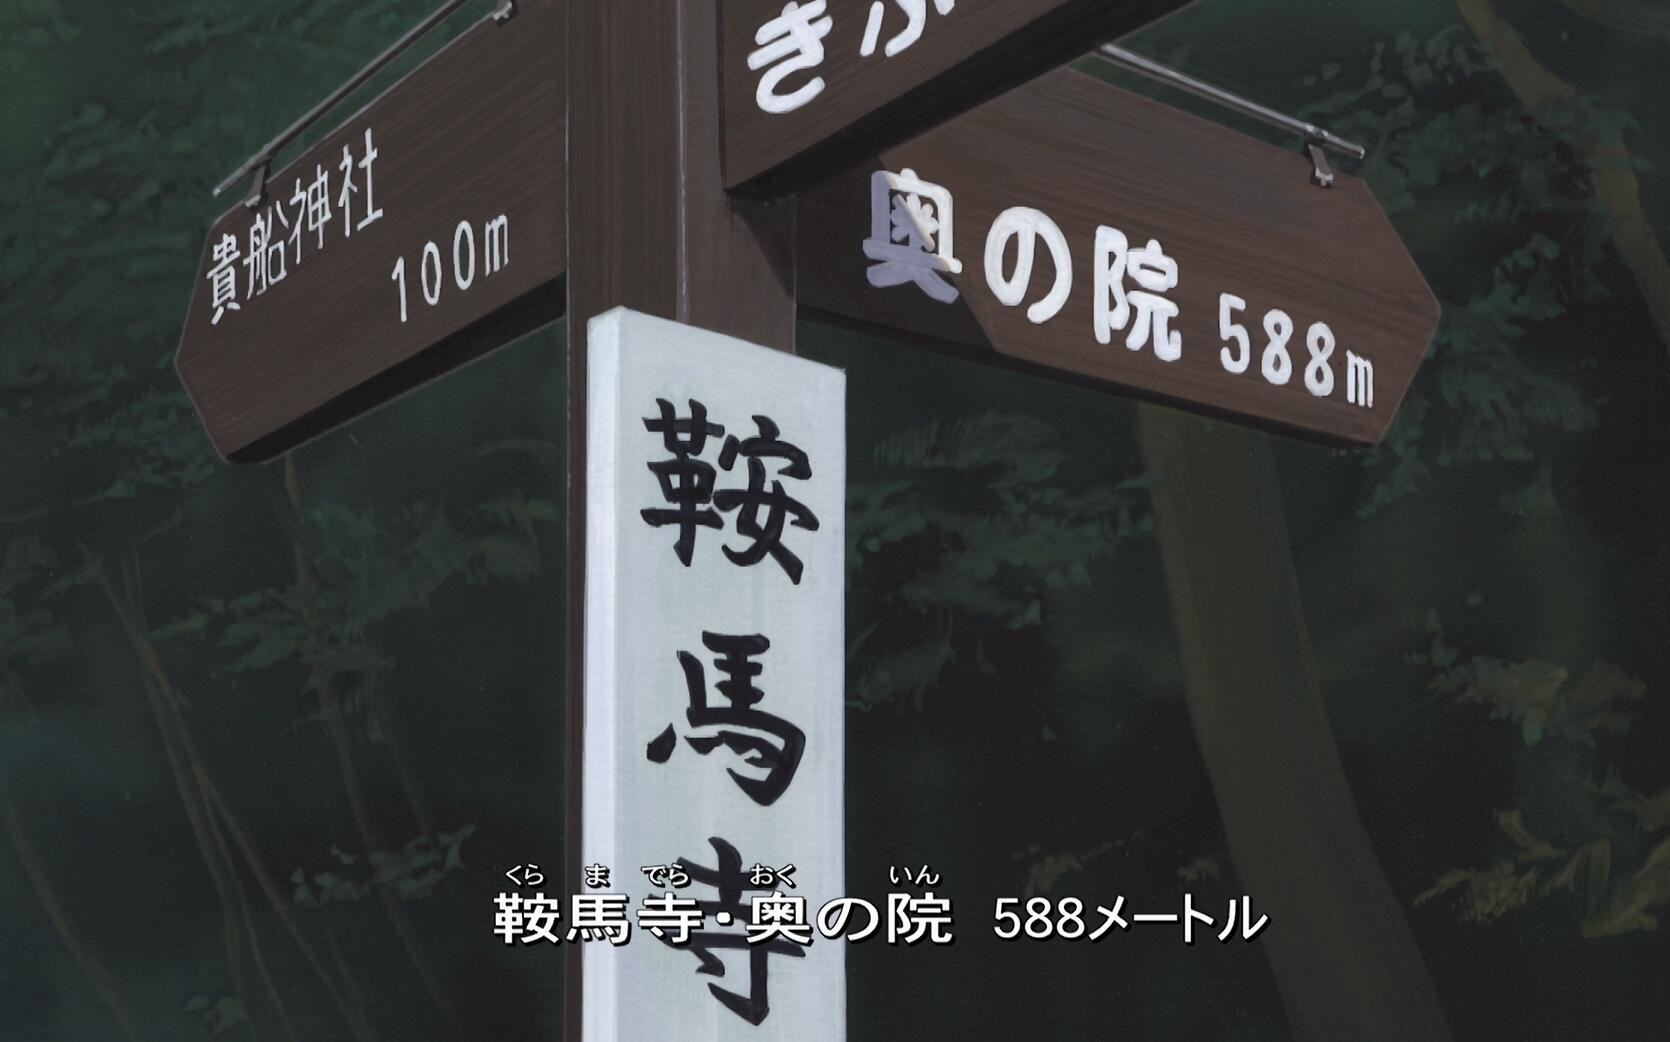 きぶ
貴船神社
100m
奥の院 588m
鞍馬寺
くら ま でら おく いん
鞍馬寺・奥の院 588メートル